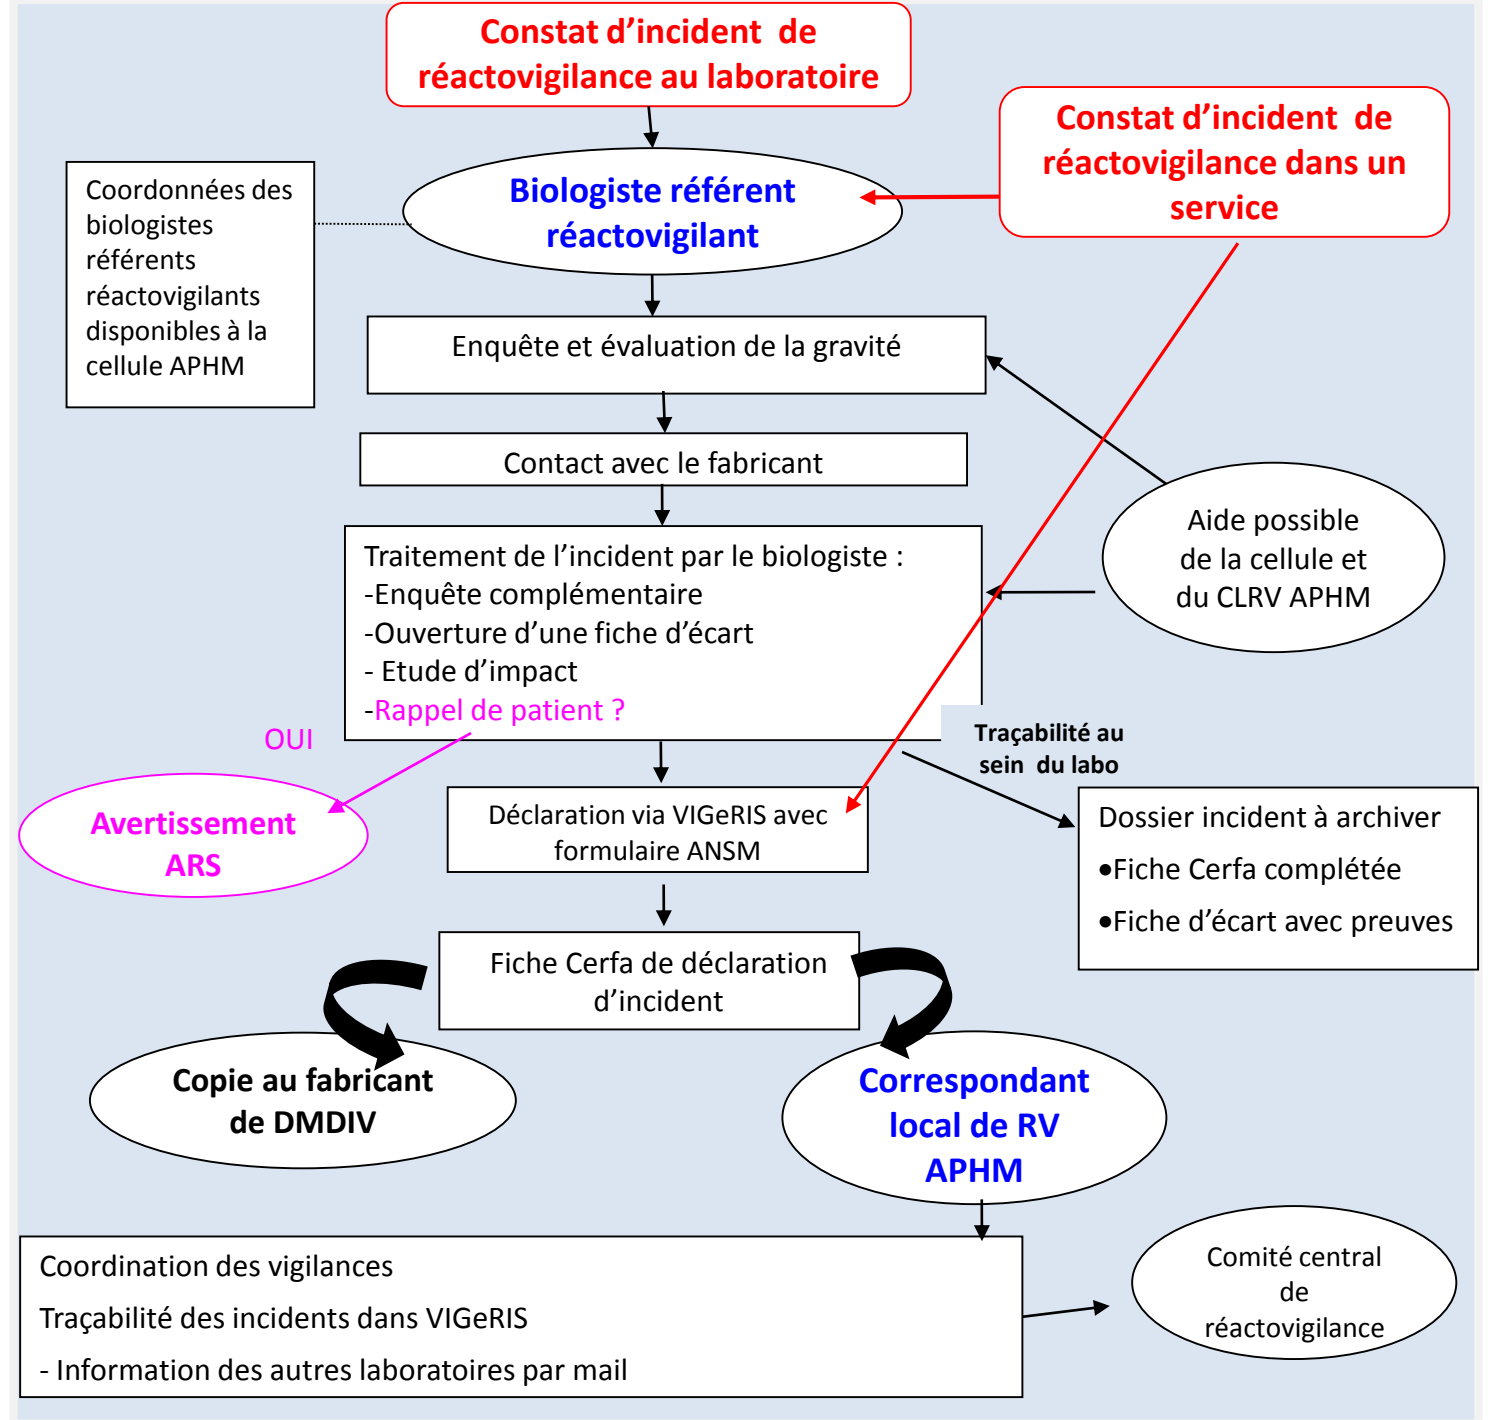 Constat d’incident de
réactovigilance au laboratoire
Constat d’incident de
réactovigilance dans un
service
Coordonnées des
biologistes
référents
réactovigilants
disponibles à la
cellule APHM
Biologiste référent
réactovigilant
Enquête et évaluation de la gravité
Contact avec le fabricant
Aide possible
de la cellule et
du CLRV APHM
Traitement de l’incident par le biologiste :
-Enquête complémentaire
-Ouverture d’une fiche d’écart
- Etude d’impact
-Rappel de patient ?
OUI
Traçabilité au
sein du labo
Avertissement
ARS
Déclaration via VIGeRIS avec
formulaire ANSM
Dossier incident à archiver
•Fiche Cerfa complétée
•Fiche d’écart avec preuves
Fiche Cerfa de déclaration
d’incident
Copie au fabricant
de DMDIV
Correspondant
local de RV
APHM
Coordination des vigilances
Traçabilité des incidents dans VIGeRIS
- Information des autres laboratoires par mail
Comité central
de
réactovigilance